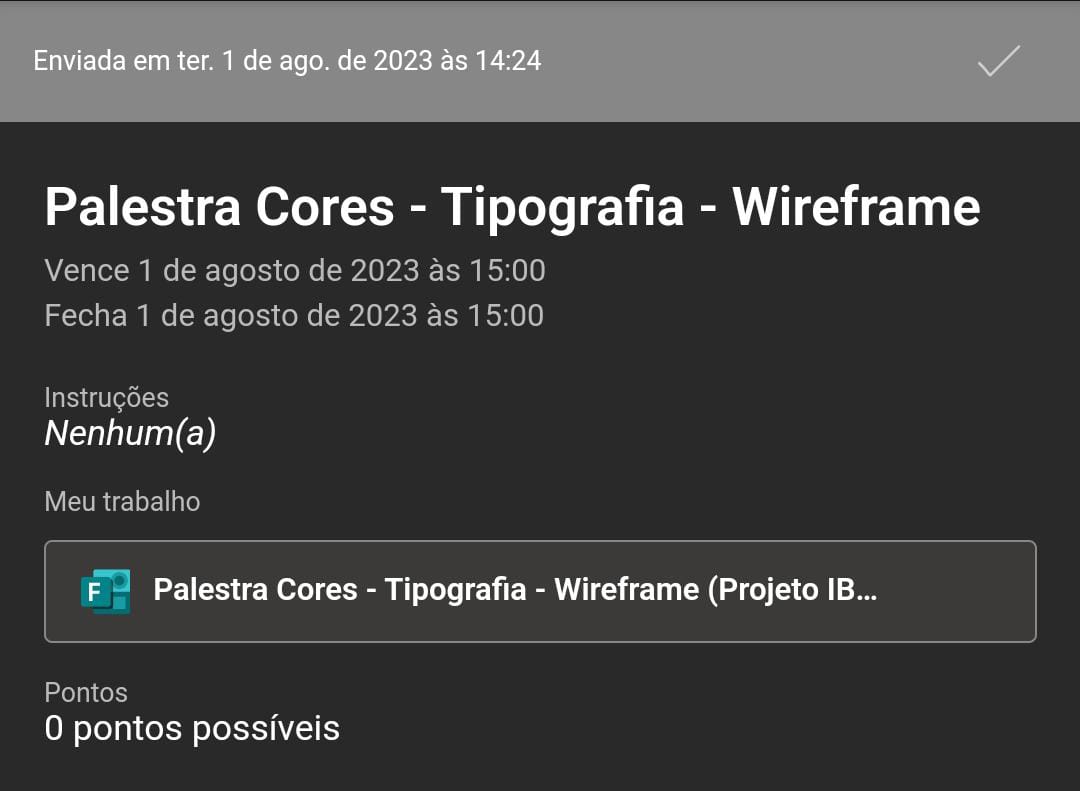 Enviada em ter. 1 de ago. de 2023 às 14:24
Palestra Cores - Tipografia - Wireframe
Vence 1 de agosto de 2023 às 15:00
Fecha 1 de agosto de 2023 às 15:00
Instruções
Nenhum(a)
Meu trabalho
F Palestra Cores - Tipografia - Wireframe (Projeto IB...
Pontos
0 pontos possíveis